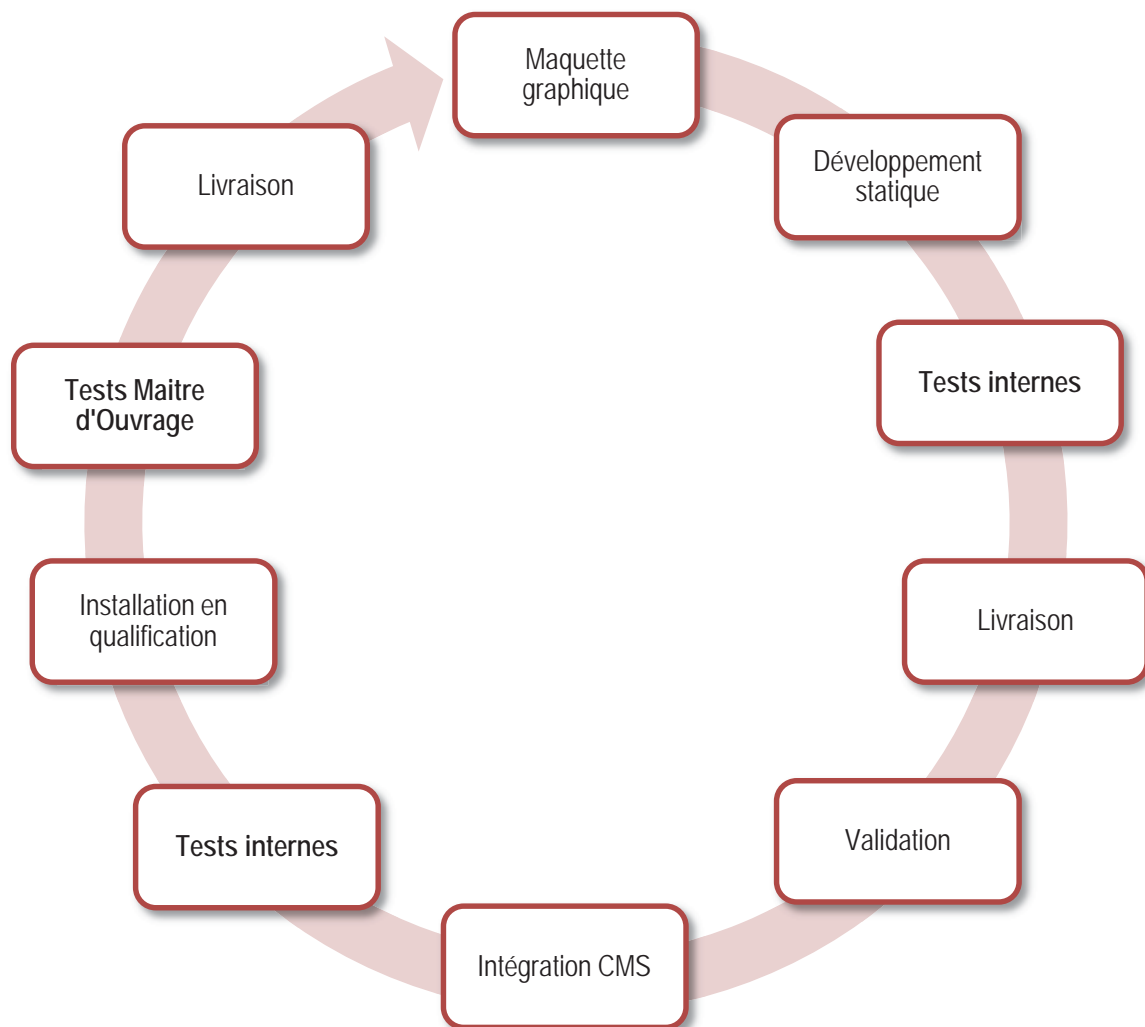 Maquette
graphique
Développement
statique
Tests internes
Livraison
Validation
Intégration CMS
Tests internes
Installation en
qualification
Tests Maitre
d'Ouvrage
Livraison